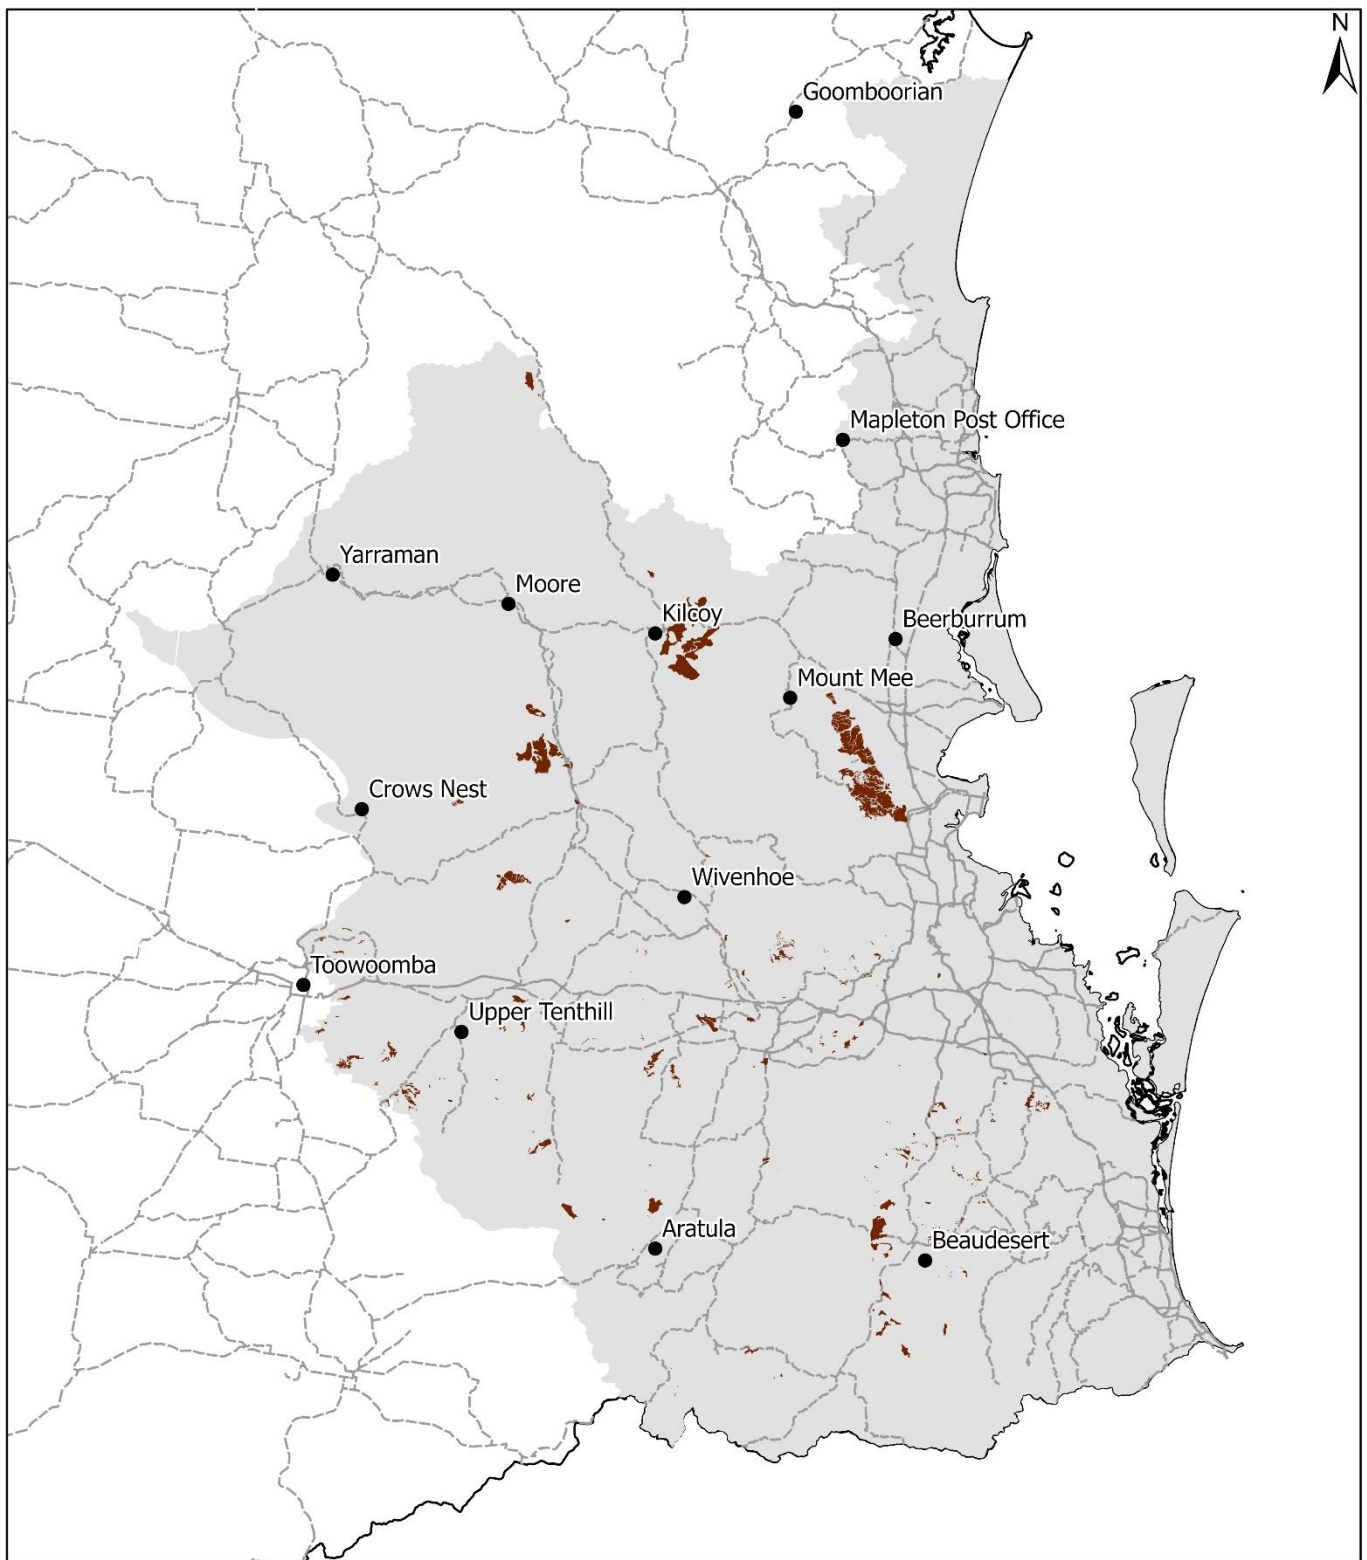 N
Goomboorian
Mapleton Post Office
Yarraman
Moore
Kilcoy
Beerburrum
Mount Mee
Crows Nest
Wivenhoe
Toowoomba
Upper Tenthill
Aratula
Beaudesert